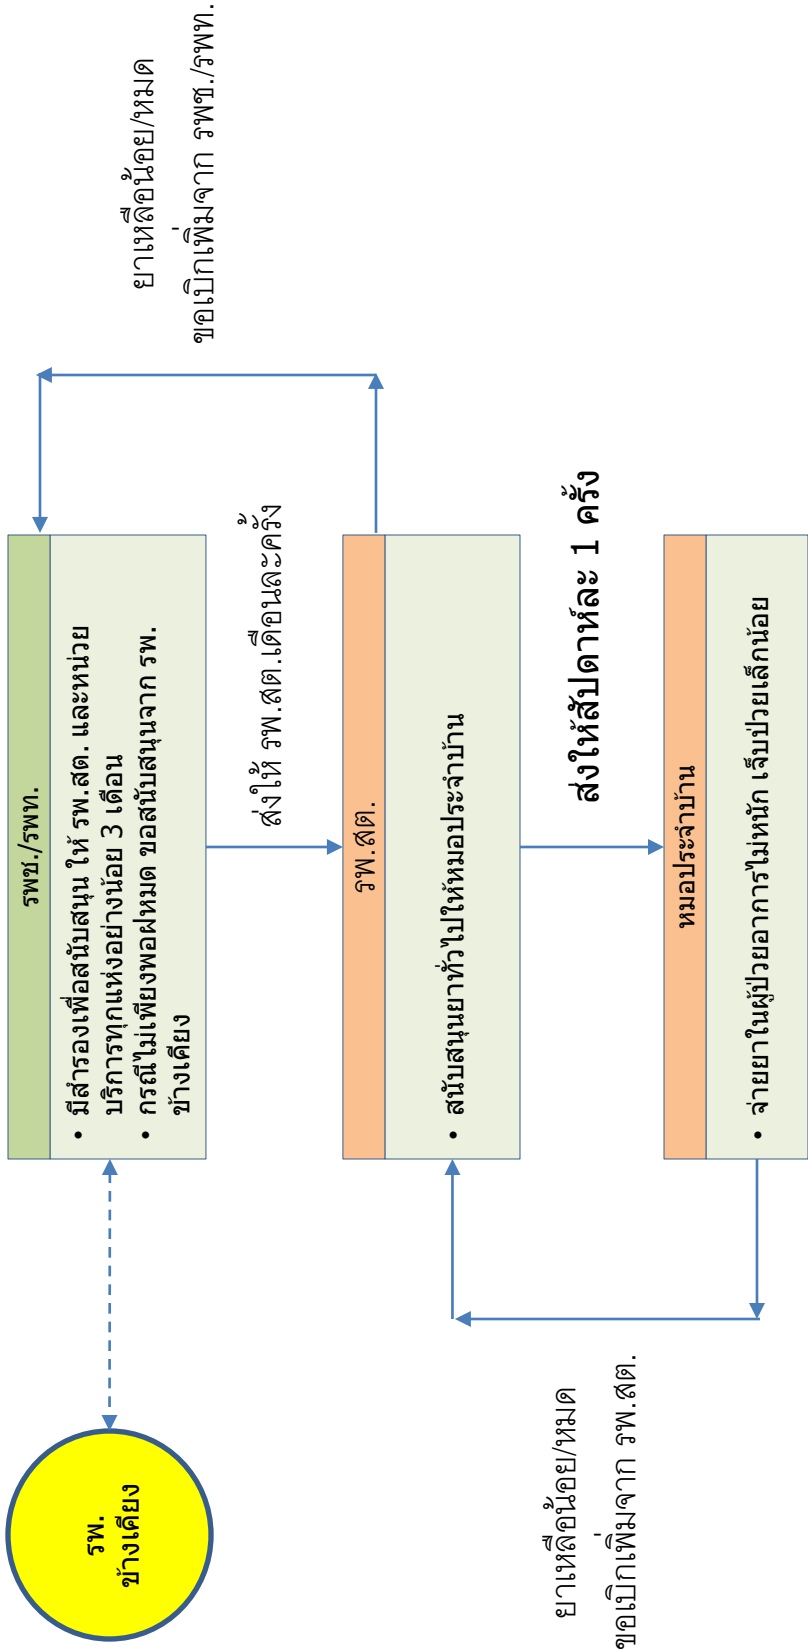 รพ.
ข้างเคียง
รพช./รพท.
• มีสำรองเพื่อสนับสนุน ให้ รพ.สต. และหน่วย
บริการทุกแห่งอย่างน้อย 3 เดือน
• กรณีไม่เพียงพอฝหมด ขอสนับสนุนจาก รพ.
ข้างเคียง
ยาเหลือน้อย/หมด
ขอเบิกเพิ่มจาก รพช./รพท.
ส่งให้ รพ.สต.เดือนละครั้ง
รพ.สต.
• สนับสนุนยาทั่วไปให้หมอประจำบ้าน
ส่งให้สัปดาห์ละ 1 ครั้ง
ยาเหลือน้อย/หมด
ขอเบิกเพิ่มจาก รพ.สต.
หมอประจำบ้าน
• จ่ายยาในผู้ป่วยอาการไม่หนัก เจ็บป่วยเล็กน้อย